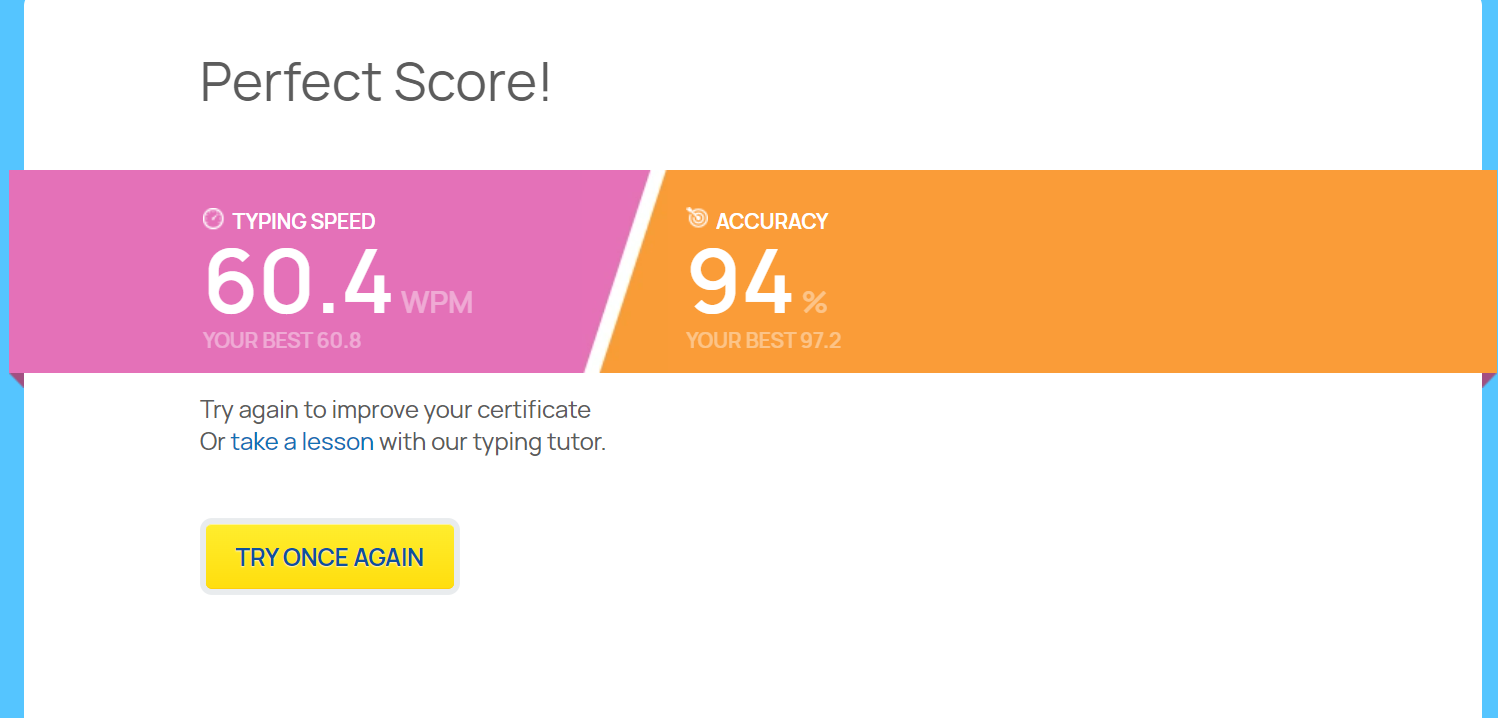 Perfect Score!
TYPING SPEED
60.4 WPM
YOUR BEST 60.8
ACCURACY
94 %
YOUR BEST 97.2
Try again to improve your certificate
Or take a lesson with our typing tutor.
TRY ONCE AGAIN